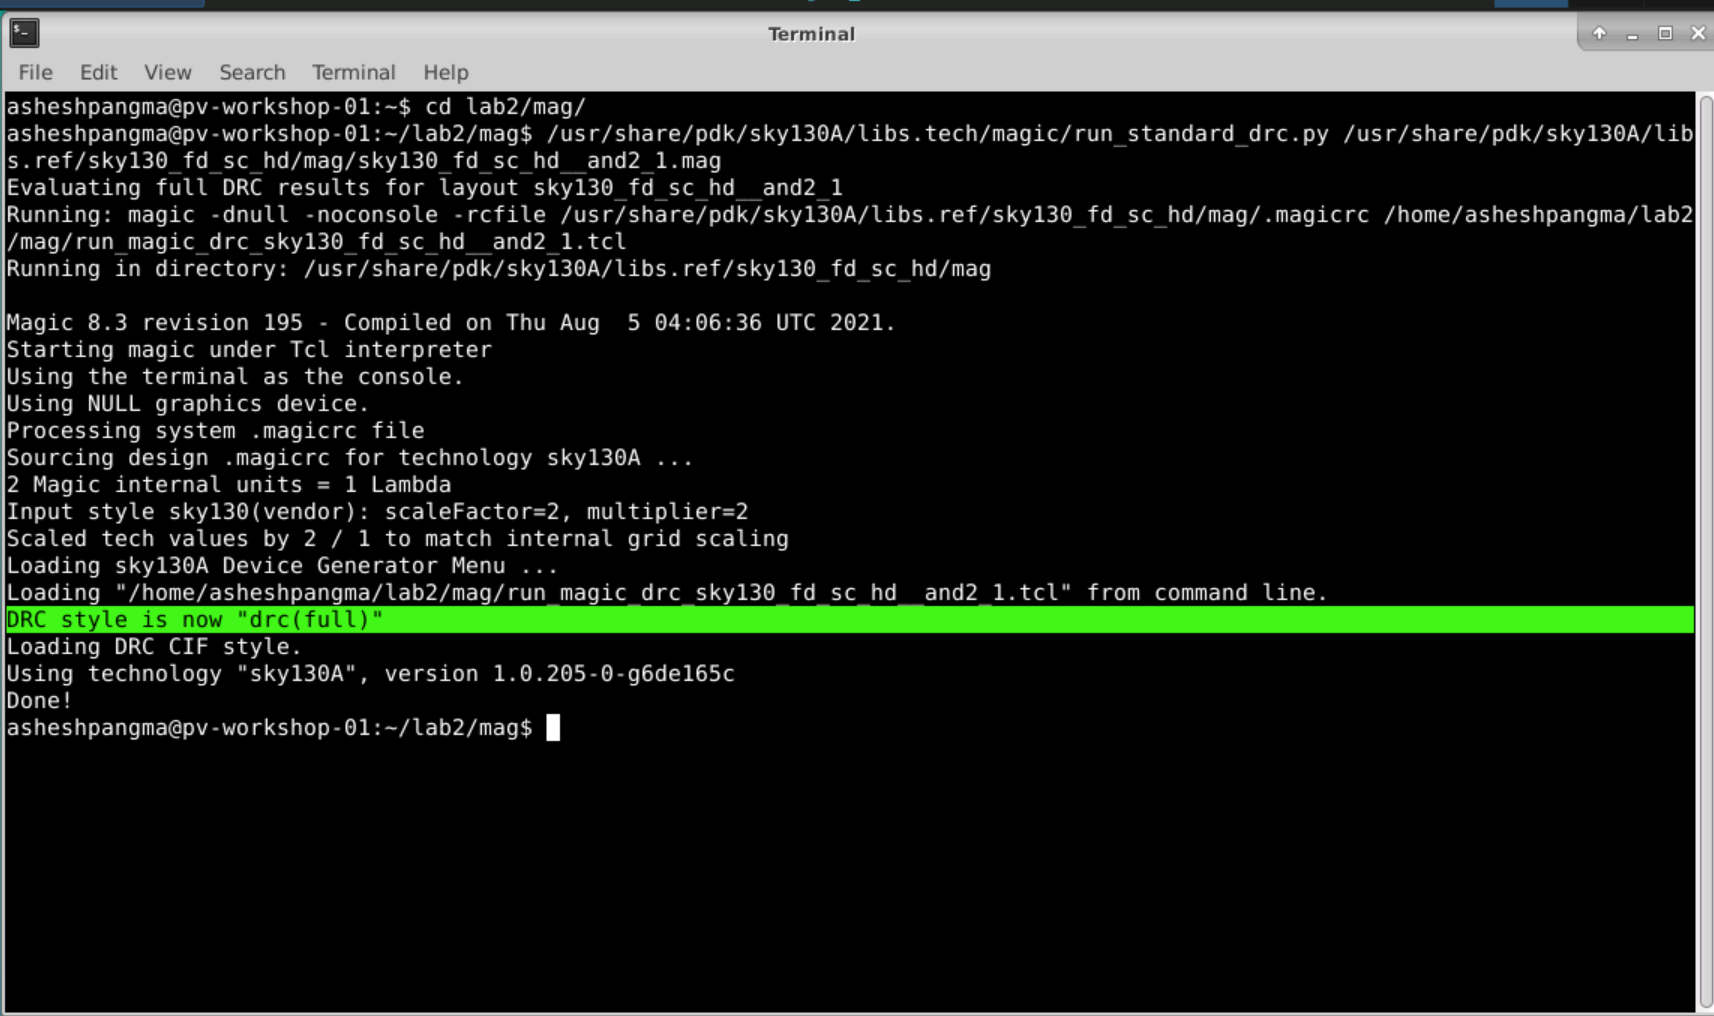 Terminal
File Edit View Search Terminal Help
asheshpangma@pv-workshop-01:~$ cd lab2/mag/
asheshpangma@pv-workshop-01:~/lab2/mag$ /usr/share/pdk/sky130A/libs.tech/magic/run_standard_drc.py /usr/share/pdk/sky130A/lib
s.ref/sky130_fd_sc_hd/mag/sky130_fd_sc_hd__and2_1.mag
Evaluating full DRC results for layout sky130_fd_sc_hd__and2_1
Running: magic -dnull -noconsole -rcfile /usr/share/pdk/sky130A/libs.ref/sky130_fd_sc_hd/mag/.magicrc /home/asheshpangma/lab2
/mag/run_magic_drc_sky130_fd_sc_hd__and2_1.tcl
Running in directory: /usr/share/pdk/sky130A/libs.ref/sky130_fd_sc_hd/mag

Magic 8.3 revision 195 - Compiled on Thu Aug  5 04:06:36 UTC 2021.
Starting magic under Tcl interpreter
Using the terminal as the console.
Using NULL graphics device.
Processing system .magicrc file
Sourcing design .magicrc for technology sky130A ...
2 Magic internal units = 1 Lambda
Input style sky130(vendor): scaleFactor=2, multiplier=2
Scaled tech values by 2 / 1 to match internal grid scaling
Loading sky130A Device Generator Menu ...
Loading "/home/asheshpangma/lab2/mag/run_magic_drc_sky130_fd_sc_hd__and2_1.tcl" from command line.
DRC style is now "drc(full)"
Loading DRC CIF style.
Using technology "sky130A", version 1.0.205-0-g6de165c
Done!
asheshpangma@pv-workshop-01:~/lab2/mag$